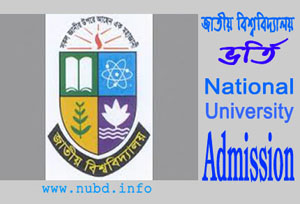 জাতীয় বিশ্ববিদ্যালয়
ভর্তি
National
University
Admission
জাতীয় বিশ্ববিদ্যালয়
www.nubd.info